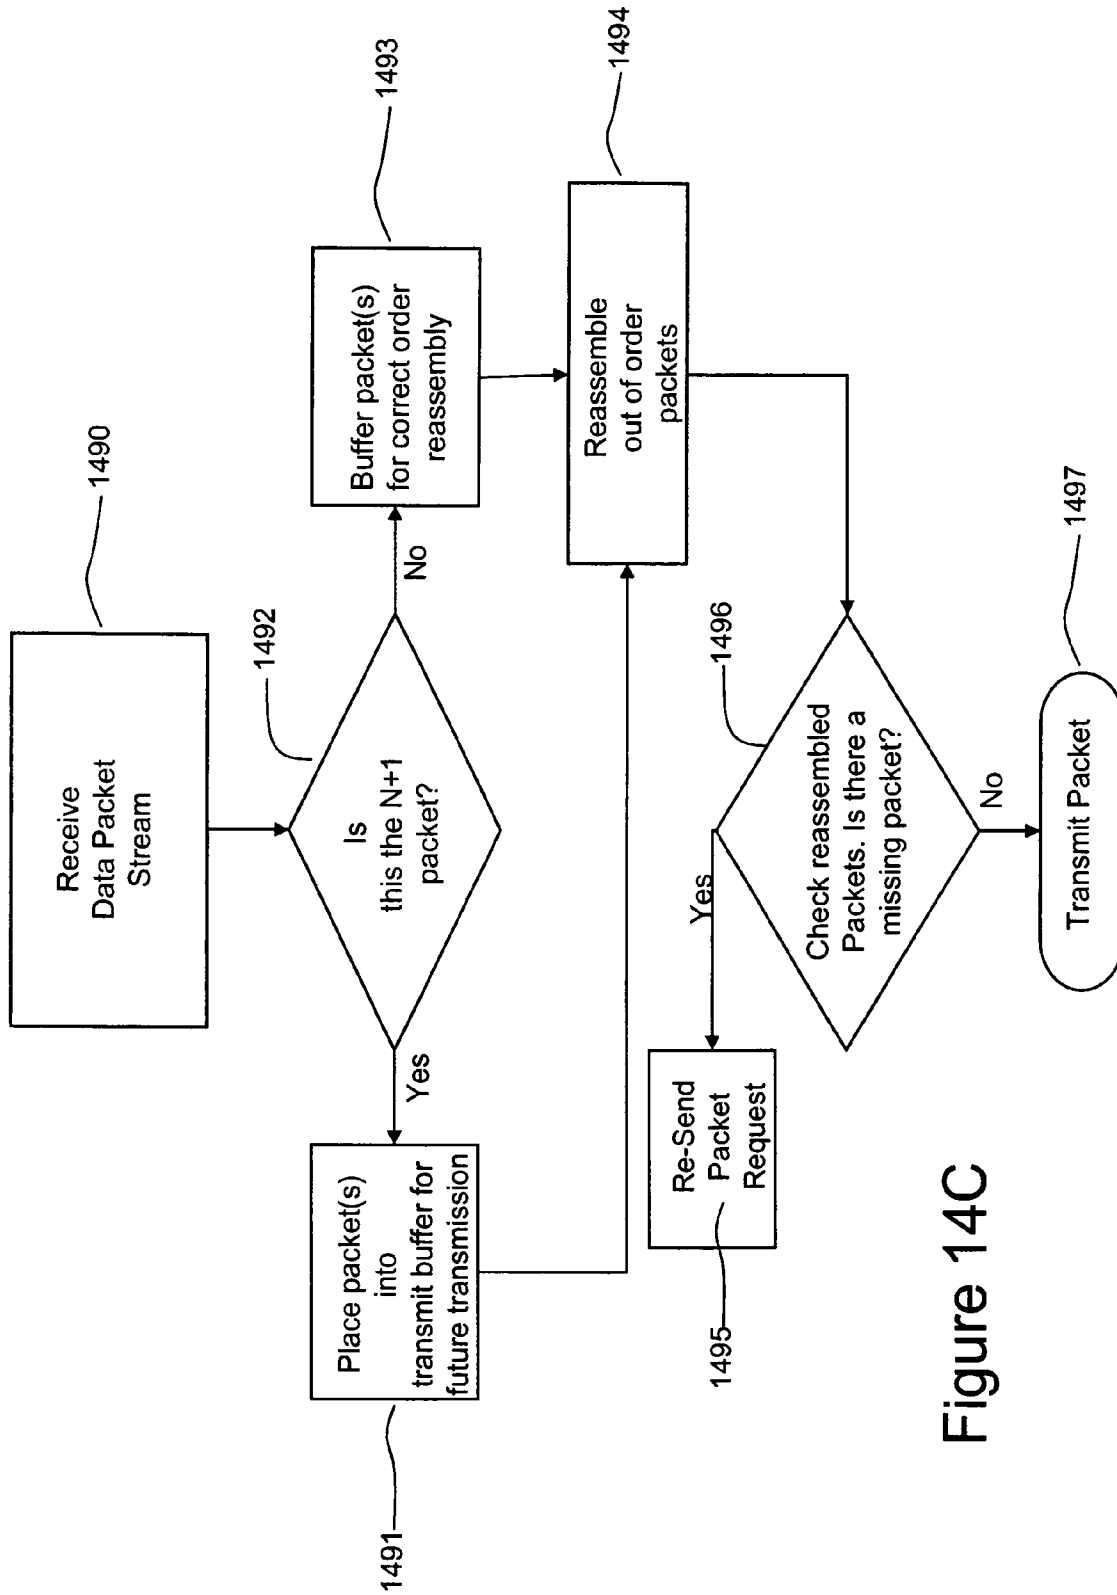 1490
Receive
Data Packet
Stream
1492
Is
this the N+1
packet?
Yes
No
1491
Place packet(s)
into
transmit buffer for
future transmission
1493
Buffer packet(s)
for correct order
reassembly
1494
Reassemble
out of order
packets
1496
Check reassembled
Packets. Is there a
missing packet?
Yes
No
1495
Re-Send
Packet
Request
1497
Transmit Packet
Figure 14C